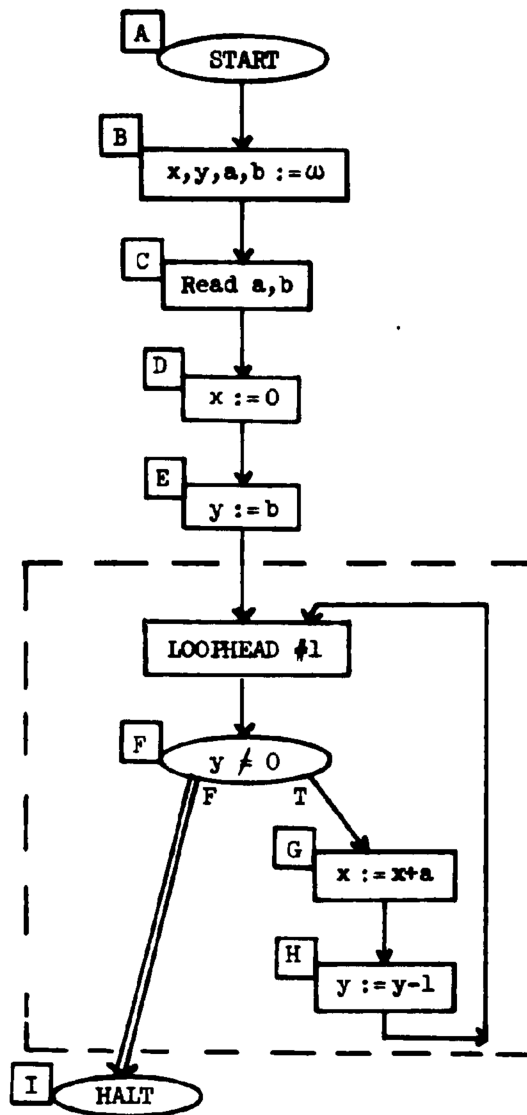 A
START
B
x,y,a,b :=ω
C
Read a,b
D
x :=0
E
y :=b
LOOPHEAD #1
F
y ≠ 0
F T
G
x :=x+a
H
y :=y-1
I
HALT